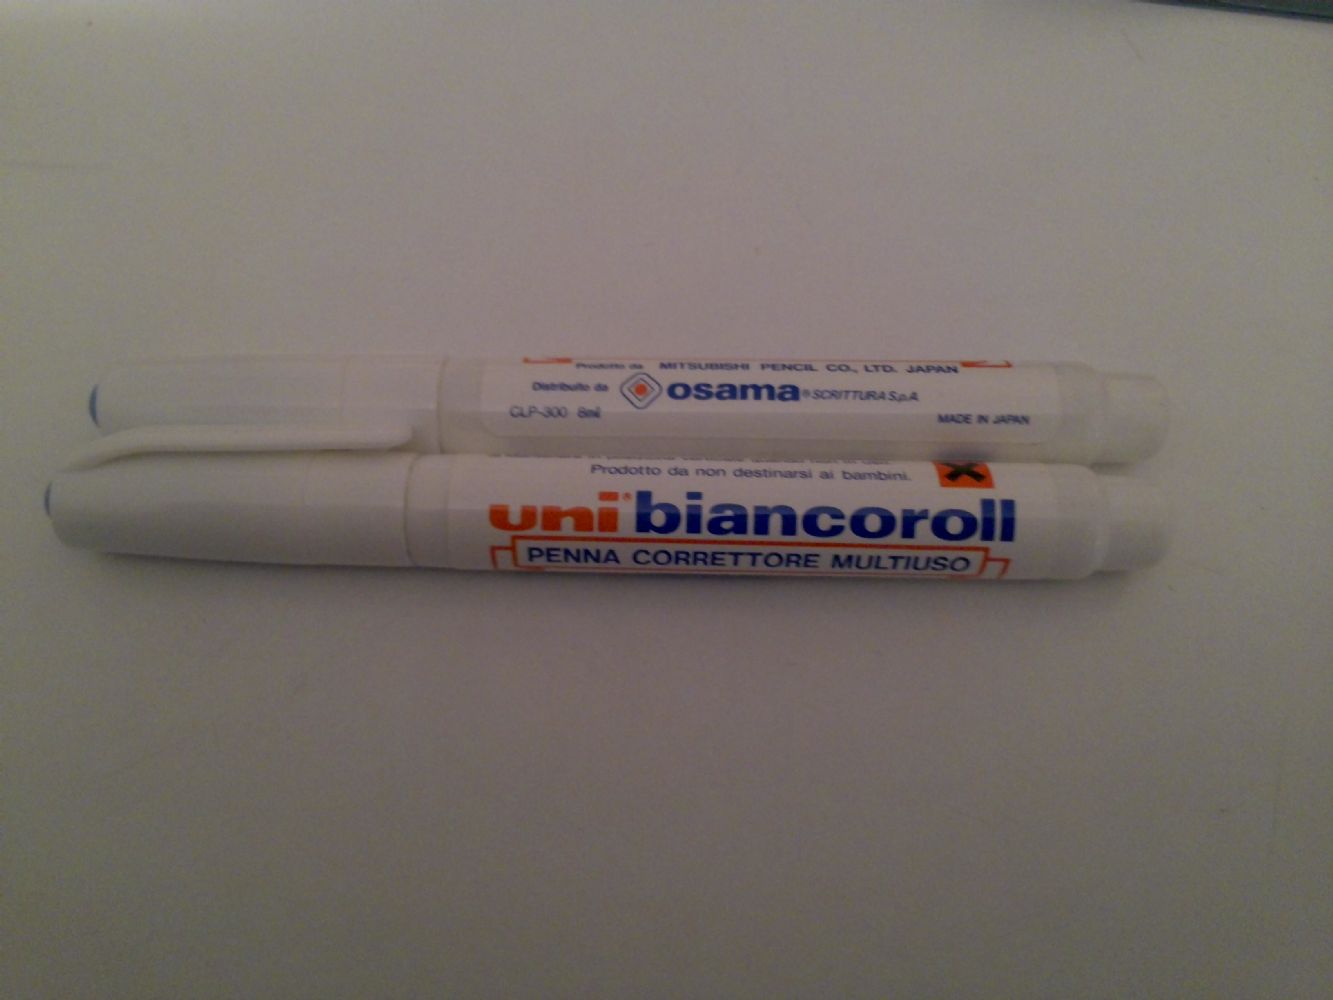 Prodotto da MITSUBISHI PENCIL CO., LTD. JAPAN
Distribuito da osama® SCRITTURA S.p.A.
CLP-300 8ml
MADE IN JAPAN
Prodotto da non destinarsi ai bambini.
uni® biancoroll
PENNA CORRETTORE MULTIUSO